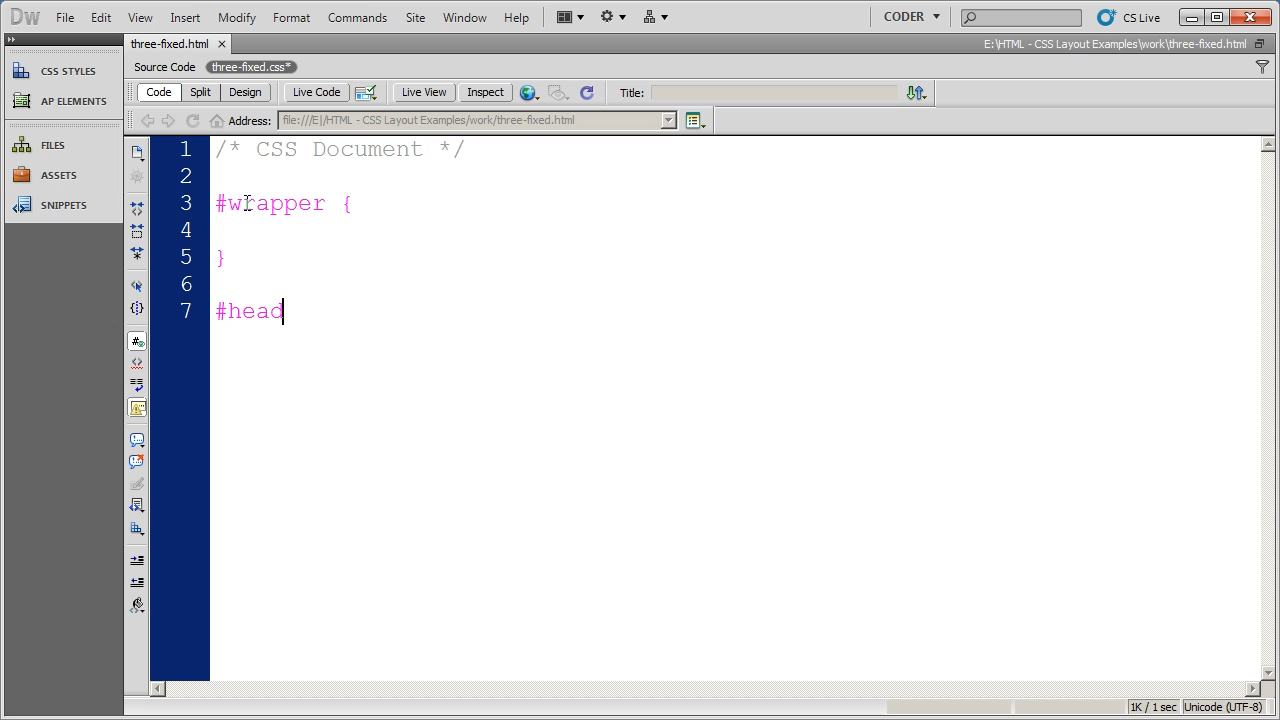 Dw File Edit View Insert Modify Format Commands Site Window Help CODER CS Live
three-fixed.html E:\HTML - CSS Layout Examples\work\three-fixed.html
Source Code three-fixed.css*
Code Split Design Live Code Live View Inspect Title:
Address: file:///E|/HTML - CSS Layout Examples/work/three-fixed.html
CSS STYLES
AP ELEMENTS
FILES
ASSETS
SNIPPETS
1 /* CSS Document */
2
3 #wrapper {
4
5 }
6
7 #head
1K / 1 sec Unicode (UTF-8)